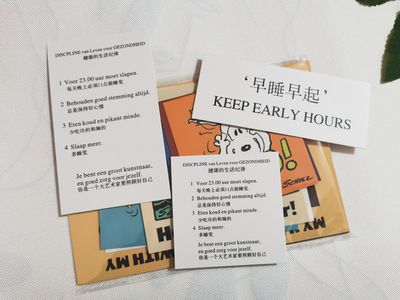 DISCPLINE van Leven voor GEZONDHEID
健康的生活纪律
1 Voor 23.00 uur moet slapen.
每天晚上必须11点前睡觉
2 Behouden goed stemming altijd.
总是保持好心情
3 Eten koud en pikant minde.
少吃冷的和辣的
4 Slaap meer.
多睡觉
Je bent een groot kunstnaar,
en goed zorg voor jezelf.
你是一个大艺术家要照顾好自己
'早睡早起'
KEEP EARLY HOURS
DISCPLINE van Leven voor GEZONDHEID
健康的生活纪律
1 Voor 23.00 uur moet slapen.
每天晚上必须11点前睡觉
2 Behouden goed stemming altijd.
总是保持好心情
3 Eten koud en pikant minde.
少吃冷的和辣的
4 Slaap meer.
多睡觉
Je bent een groot kunstnaar,
en goed zorg voor jezelf.
你是一个大艺术家要照顾好自己
SCHULZ
WITH MY
MY